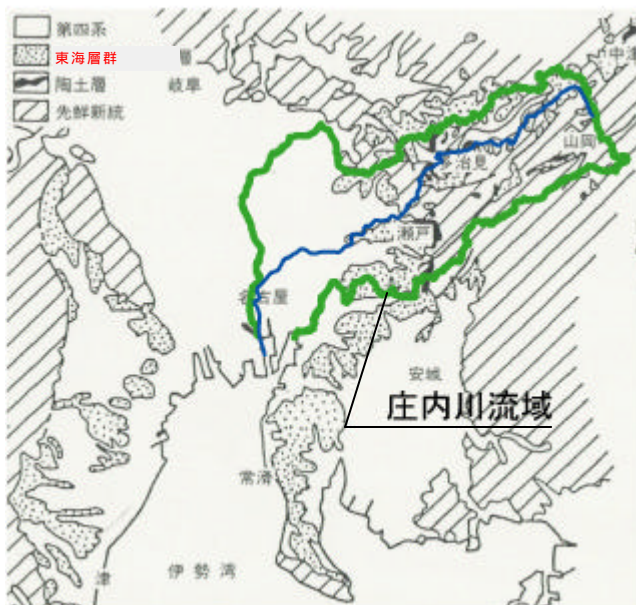 第四系
東海層群
層
陶土層
先鮮新統
岐阜
中津
山岡
治見
瀬戸
名古屋
安城
庄内川流域
常滑
伊勢湾
津